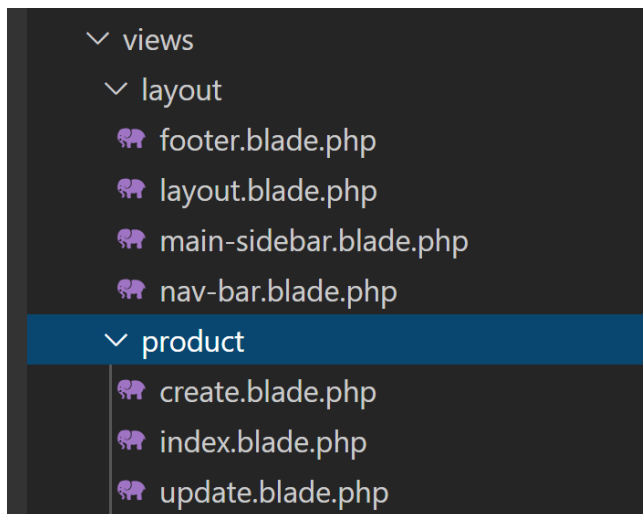 views
layout
footer.blade.php
layout.blade.php
main-sidebar.blade.php
nav-bar.blade.php
product
create.blade.php
index.blade.php
update.blade.php